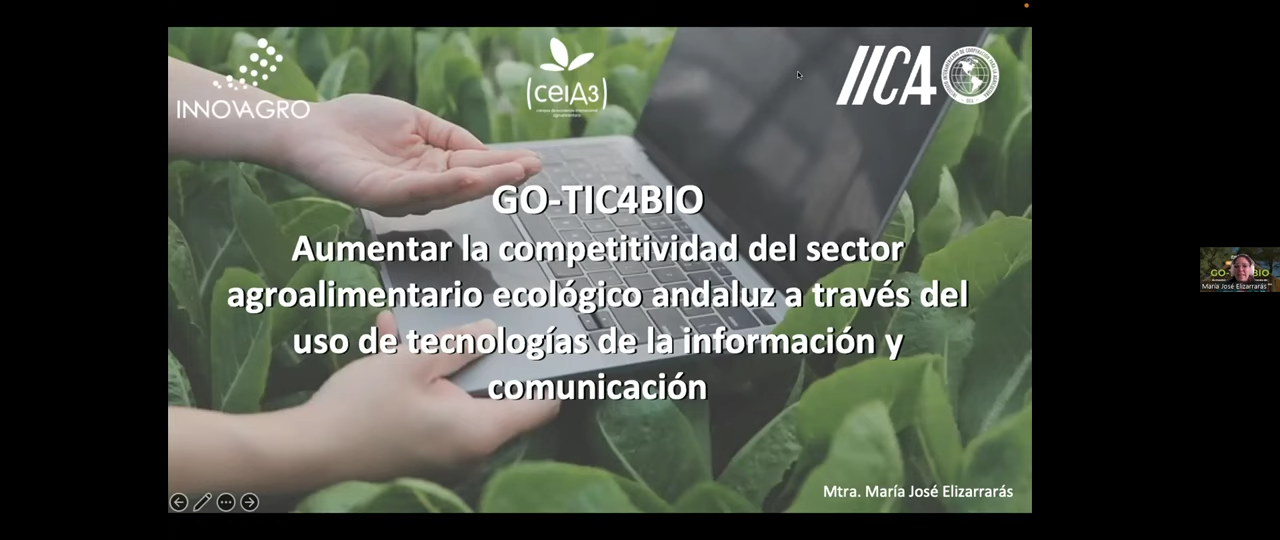 INNOVAGRO
(ceiA3)
IICA
GO-TIC4BIO
Aumentar la competitividad del sector
agroalimentario ecológico andaluz a través del
uso de tecnologías de la información y
comunicación
Mtra. María José Elizarrarás
María José Elizarrarás